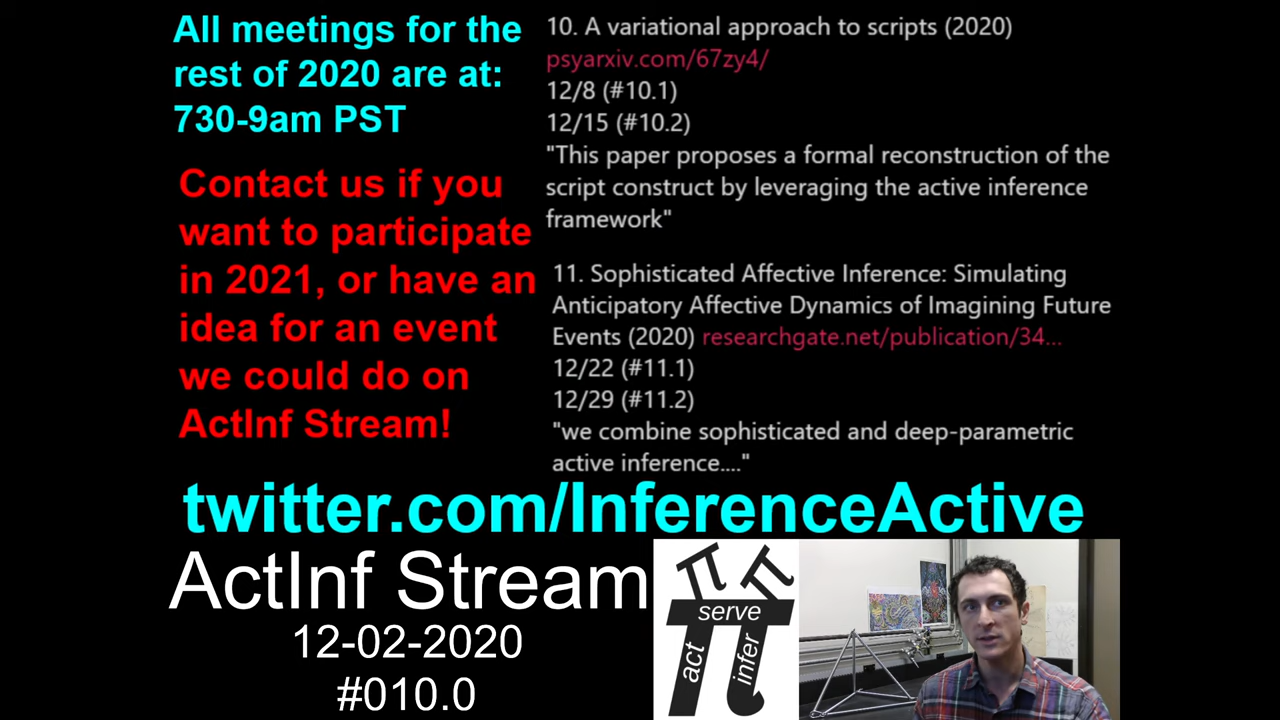 All meetings for the
rest of 2020 are at:
730-9am PST
Contact us if you
want to participate
in 2021, or have an
idea for an event
we could do on
ActInf Stream!
10. A variational approach to scripts (2020)
psyarxiv.com/67zy4/
12/8 (#10.1)
12/15 (#10.2)
"This paper proposes a formal reconstruction of the
script construct by leveraging the active inference
framework"
11. Sophisticated Affective Inference: Simulating
Anticipatory Affective Dynamics of Imagining Future
Events (2020) researchgate.net/publication/34...
12/22 (#11.1)
12/29 (#11.2)
"we combine sophisticated and deep-parametric
active inference...."
twitter.com/InferenceActive
ActInf Stream
12-02-2020
#010.0
π π
serve
π
act
infer